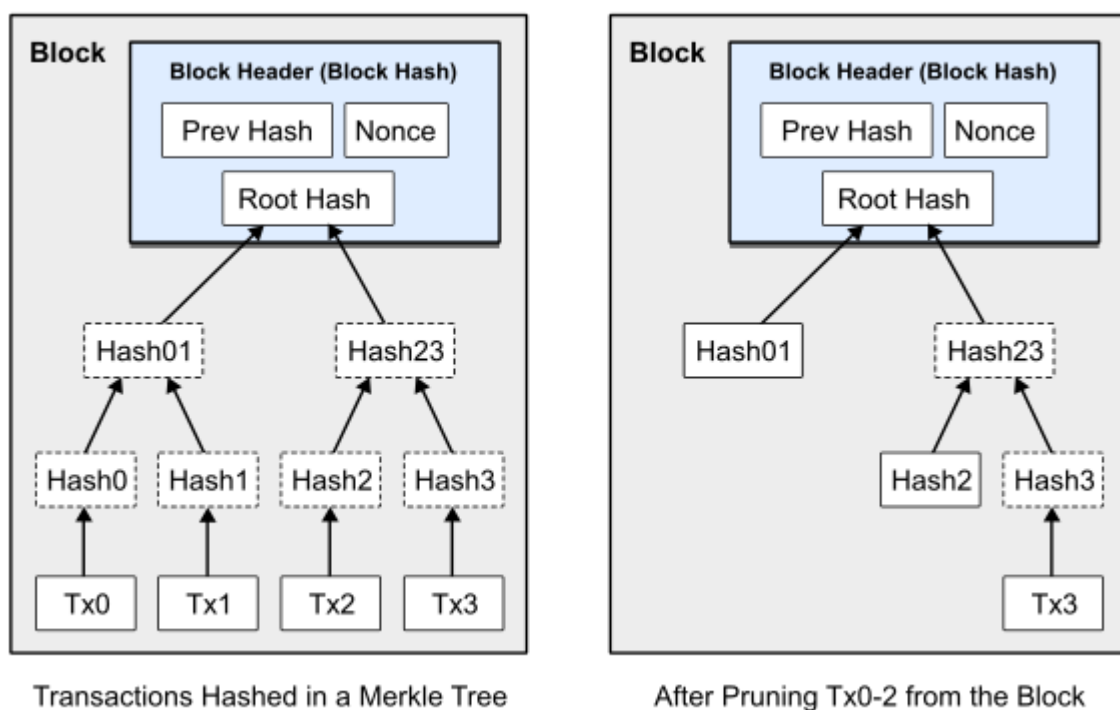 Block
Block Header (Block Hash)
Prev Hash
Nonce
Root Hash
Hash01
Hash23
Hash0
Hash1
Hash2
Hash3
Tx0
Tx1
Tx2
Tx3
Transactions Hashed in a Merkle Tree
Block
Block Header (Block Hash)
Prev Hash
Nonce
Root Hash
Hash01
Hash23
Hash2
Hash3
Tx3
After Pruning Tx0-2 from the Block